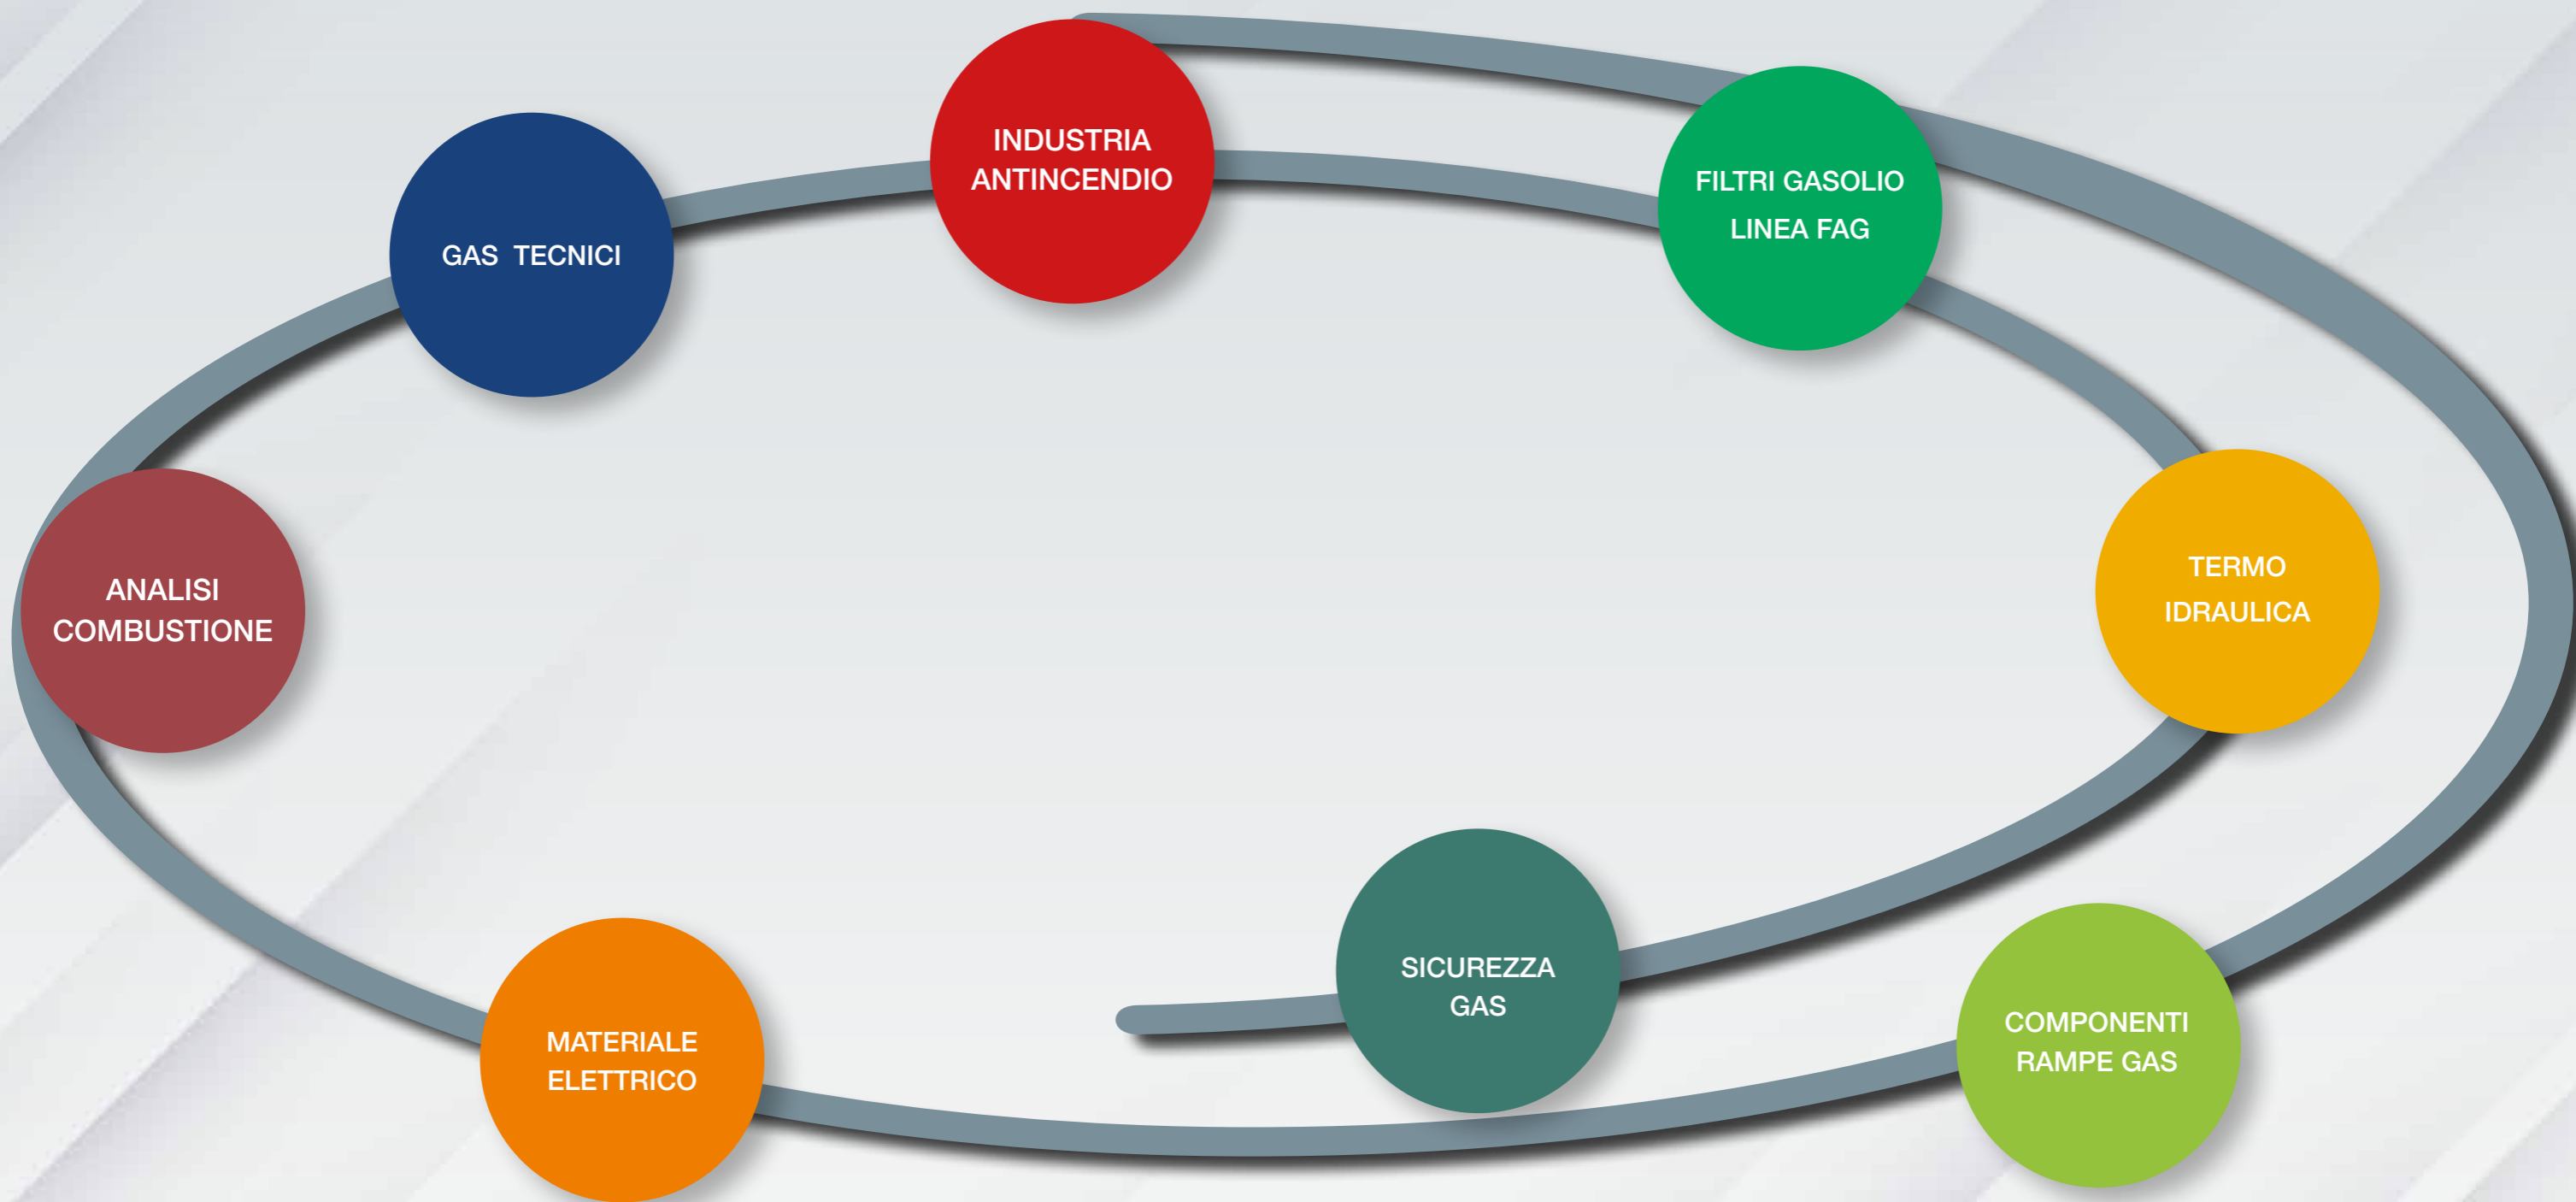 INDUSTRIA
ANTINCENDIO
FILTRI GASOLIO
LINEA FAG
GAS TECNICI
TERMO
IDRAULICA
ANALISI
COMBUSTIONE
SICUREZZA
GAS
COMPONENTI
RAMPE GAS
MATERIALE
ELETTRICO